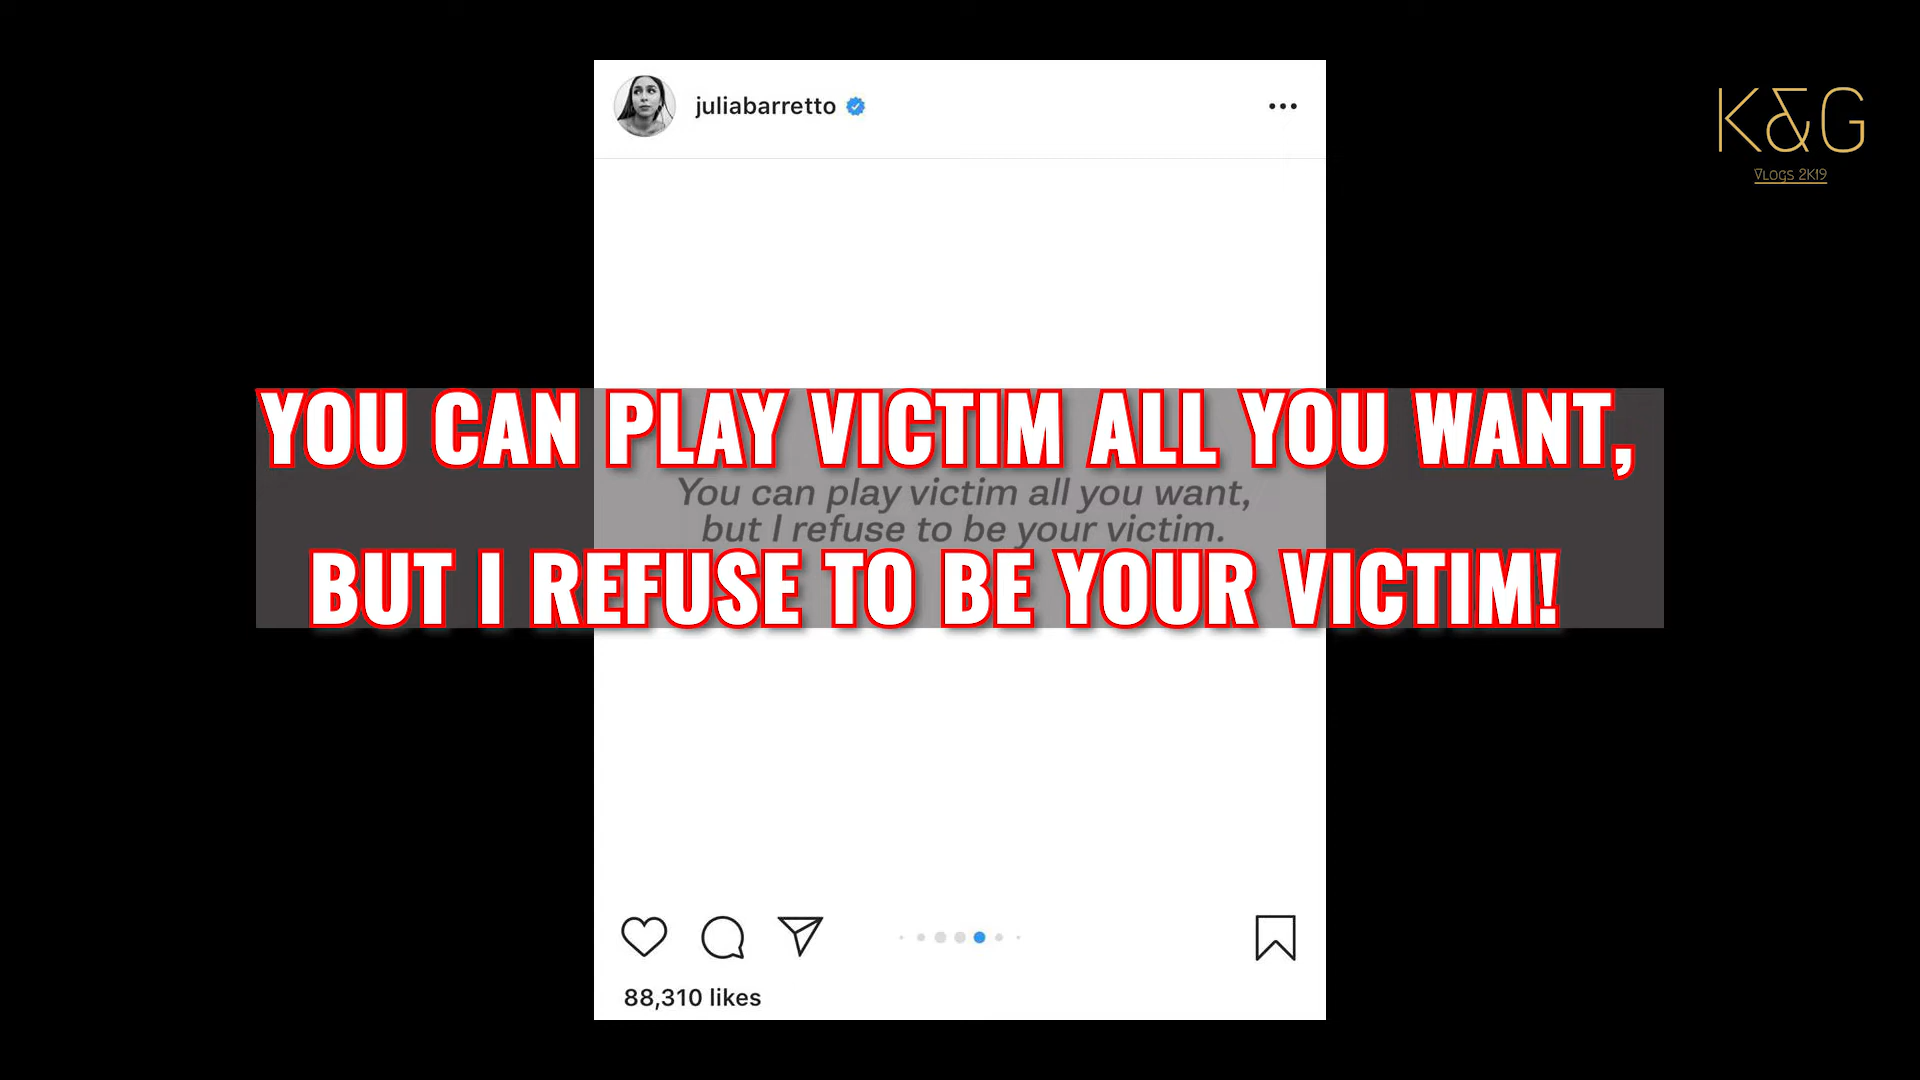 juliabarretto
K&G
Vlogs 2K19
YOU CAN PLAY VICTIM ALL YOU WANT,
You can play victim all you want,
but I refuse to be your victim.
BUT I REFUSE TO BE YOUR VICTIM!
88,310 likes